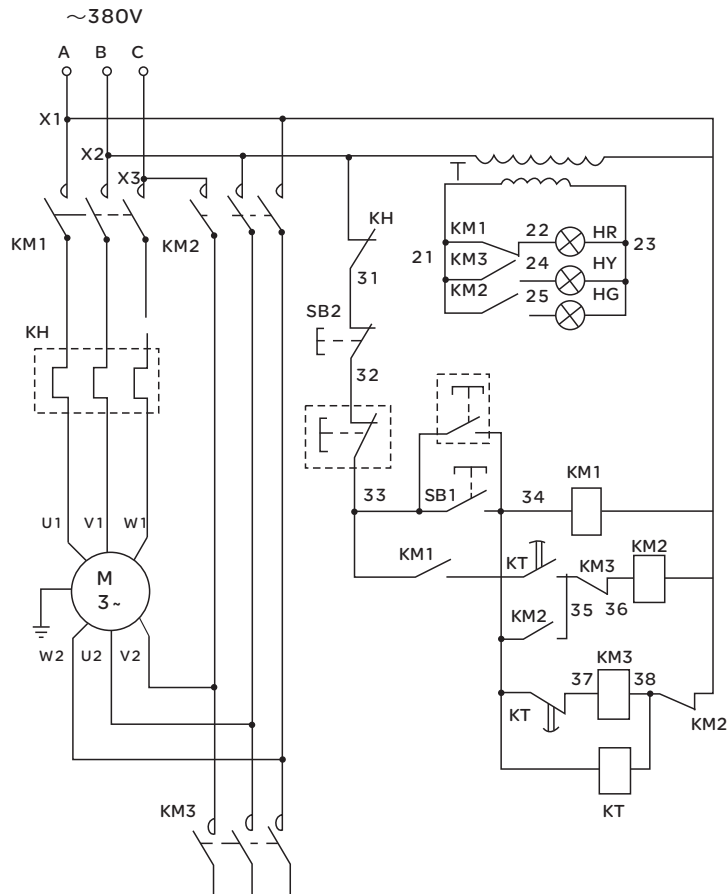 ～380V
A B C
X1
X2
X3
KM1
KM2
KH
KM1 22 HR
21 KM3 24 HY 23
KM2 25 HG
31
SB2
32
KH
33 SB1 34 KM1
U1 V1 W1
M
3~
KM1 KT KM3 KM2
KM2 35 36
W2 U2 V2
KM3
37 38
KT KM2
KT
KM3